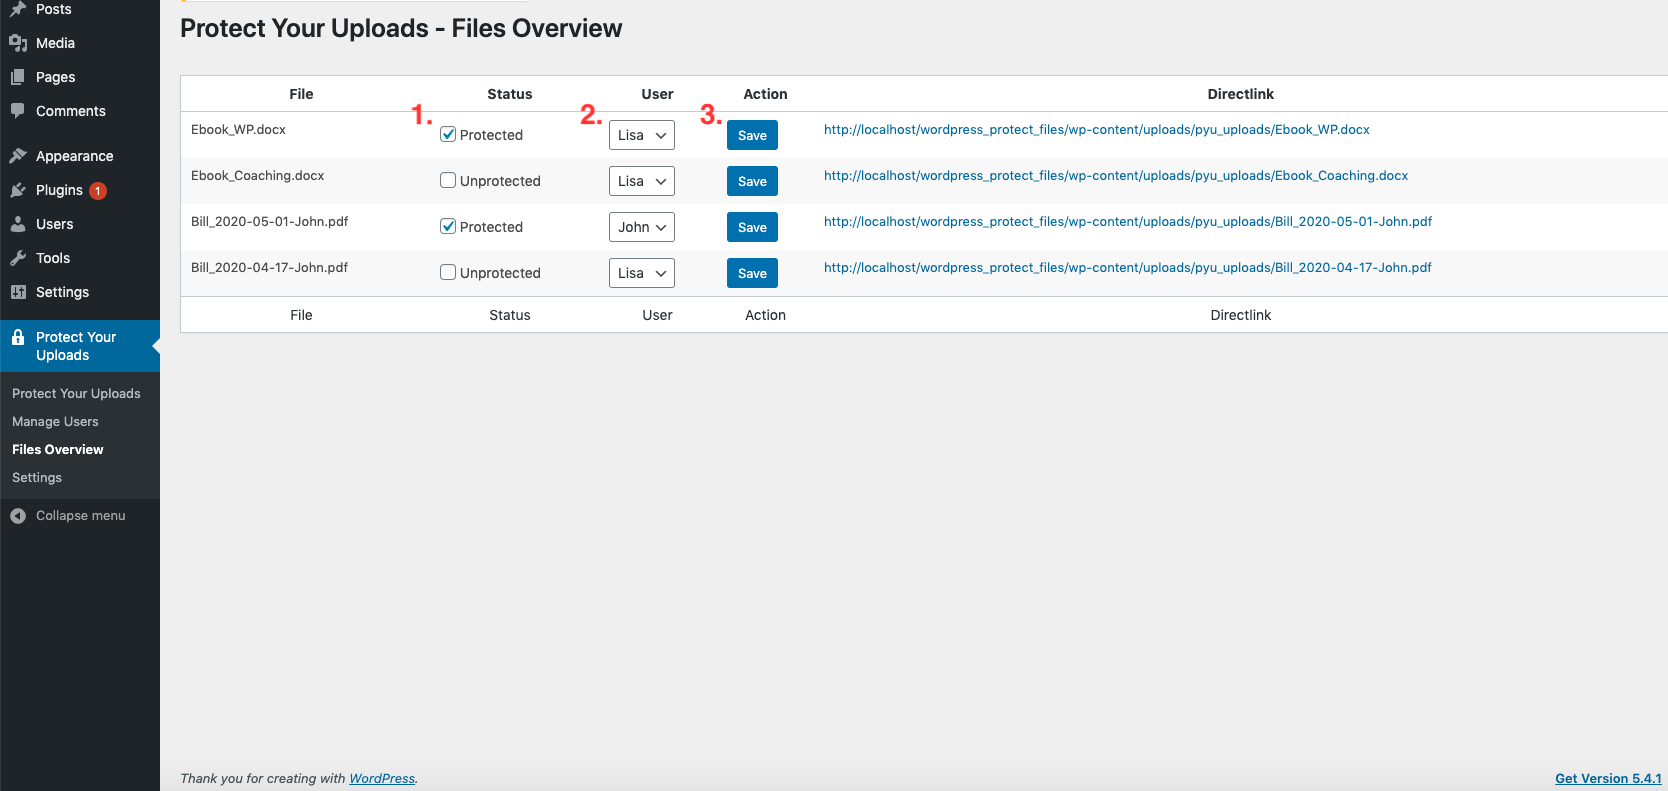 Posts
Media
Pages
Comments
Appearance
Plugins 1
Users
Tools
Settings
Protect Your
Uploads
Protect Your Uploads
Manage Users
Files Overview
Settings
Collapse menu
Protect Your Uploads - Files Overview
File Status User Action Directlink
1. 2. 3.
Ebook_WP.docx Protected Lisa Save http://localhost/wordpress_protect_files/wp-content/uploads/pyu_uploads/Ebook_WP.docx
Ebook_Coaching.docx Unprotected Lisa Save http://localhost/wordpress_protect_files/wp-content/uploads/pyu_uploads/Ebook_Coaching.docx
Bill_2020-05-01-John.pdf Protected John Save http://localhost/wordpress_protect_files/wp-content/uploads/pyu_uploads/Bill_2020-05-01-John.pdf
Bill_2020-04-17-John.pdf Unprotected Lisa Save http://localhost/wordpress_protect_files/wp-content/uploads/pyu_uploads/Bill_2020-04-17-John.pdf
File Status User Action Directlink
Thank you for creating with WordPress. Get Version 5.4.1